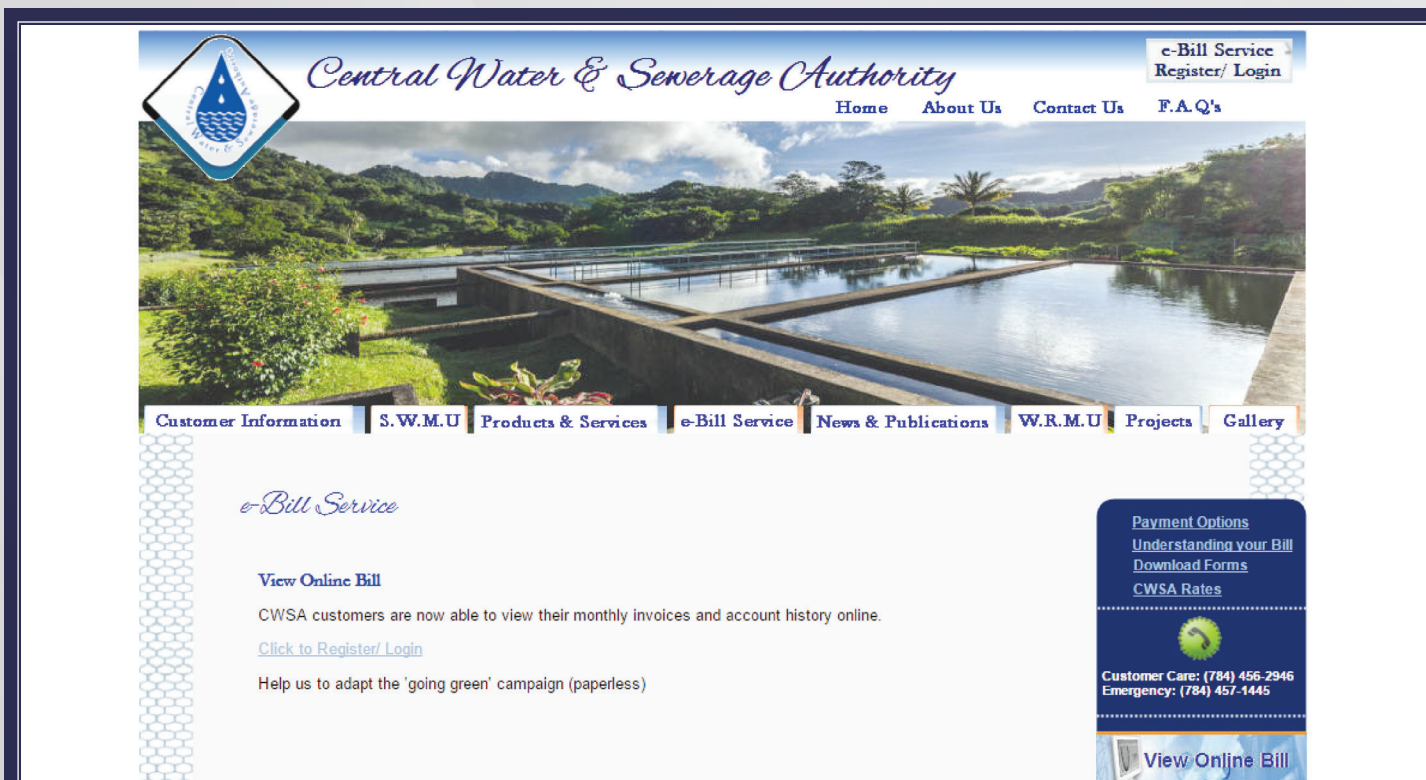 Central Water & Sewerage Authority
Central Water & Sewerage Authority
e-Bill Service
Register/ Login
Home About Us Contact Us F.A.Q's
Customer Information S.W.M.U Products & Services e-Bill Service News & Publications W.R.M.U Projects Gallery
e-Bill Service
View Online Bill
CWSA customers are now able to view their monthly invoices and account history online.
Click to Register/ Login
Help us to adapt the 'going green' campaign (paperless)
Payment Options
Understanding your Bill
Download Forms
CWSA Rates
Customer Care: (784) 456-2946
Emergency: (784) 457-1445
View Online Bill